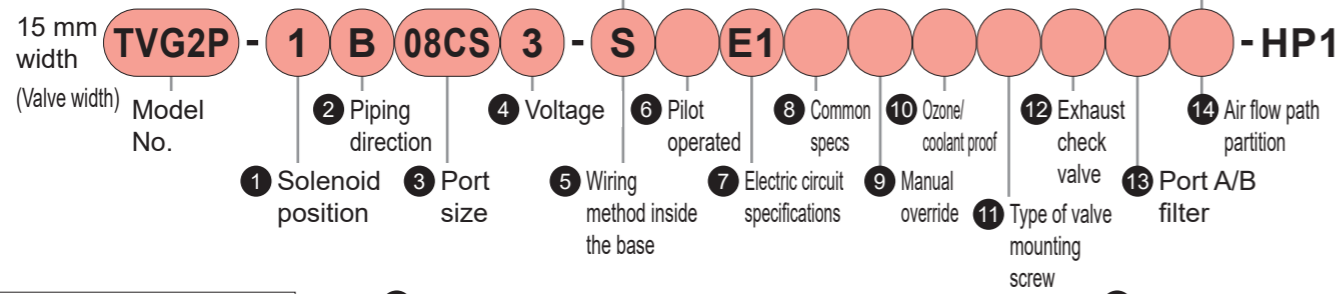 15 mm width (Valve width)
TVG2P - 1 B 08CS 3 - S E1 - HP1
Model No.
1 Solenoid position
2 Piping direction
3 Port size
4 Voltage
5 Wiring method inside the base
6 Pilot operated
7 Electric circuit specifications
8 Common specs
9 Manual override
10 Ozone/ coolant proof
11 Type of valve mounting screw
12 Exhaust check valve
13 Port A/B filter
14 Air flow path partition